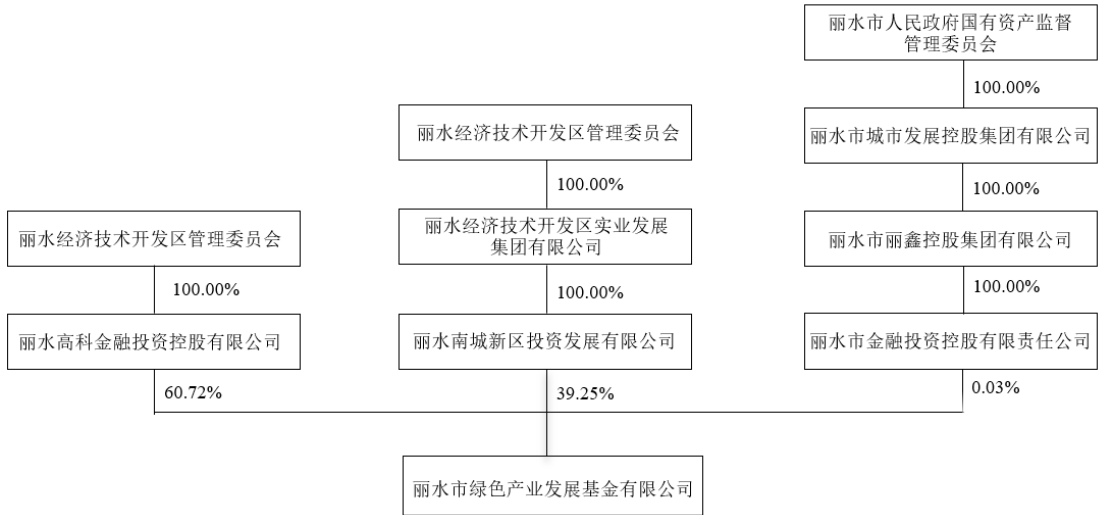 丽水市人民政府国有资产监督
管理委员会
100.00%
丽水经济技术开发区管理委员会
丽水市城市发展控股集团有限公司
100.00%
100.00%
丽水经济技术开发区管理委员会
丽水经济技术开发区实业发展
集团有限公司
丽水市丽鑫控股集团有限公司
100.00%
100.00%
100.00%
丽水高科金融投资控股有限公司
丽水南城新区投资发展有限公司
丽水市金融投资控股有限责任公司
60.72%
39.25%
0.03%
丽水市绿色产业发展基金有限公司